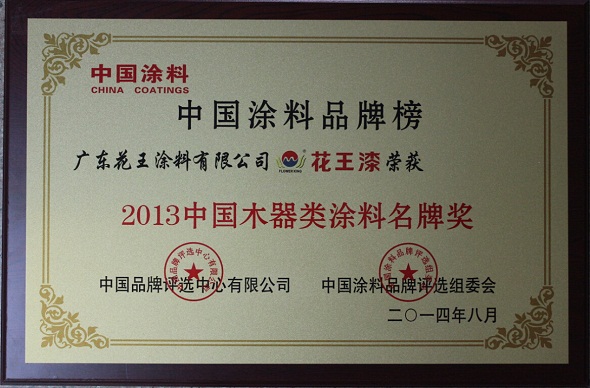 中国涂料
CHINA COATINGS
中国涂料品牌榜
广东花王涂料有限公司 FLOWER KING ® 花王漆荣获
2013中国木器类涂料名牌奖
中国品牌评选中心有限公司 中国涂料品牌评选组委会
二〇一四年八月